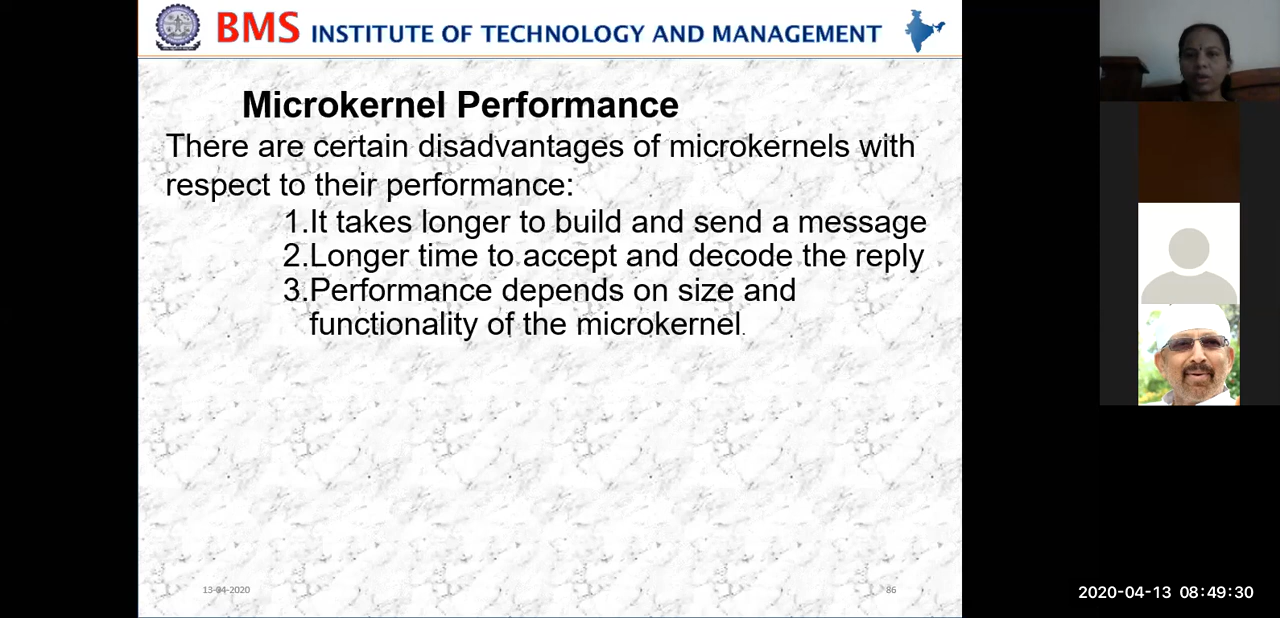 BMS INSTITUTE OF TECHNOLOGY AND MANAGEMENT
Microkernel Performance
There are certain disadvantages of microkernels with
respect to their performance:
1.It takes longer to build and send a message
2.Longer time to accept and decode the reply
3.Performance depends on size and
functionality of the microkernel.
13-04-2020
86
2020-04-13 08:49:30